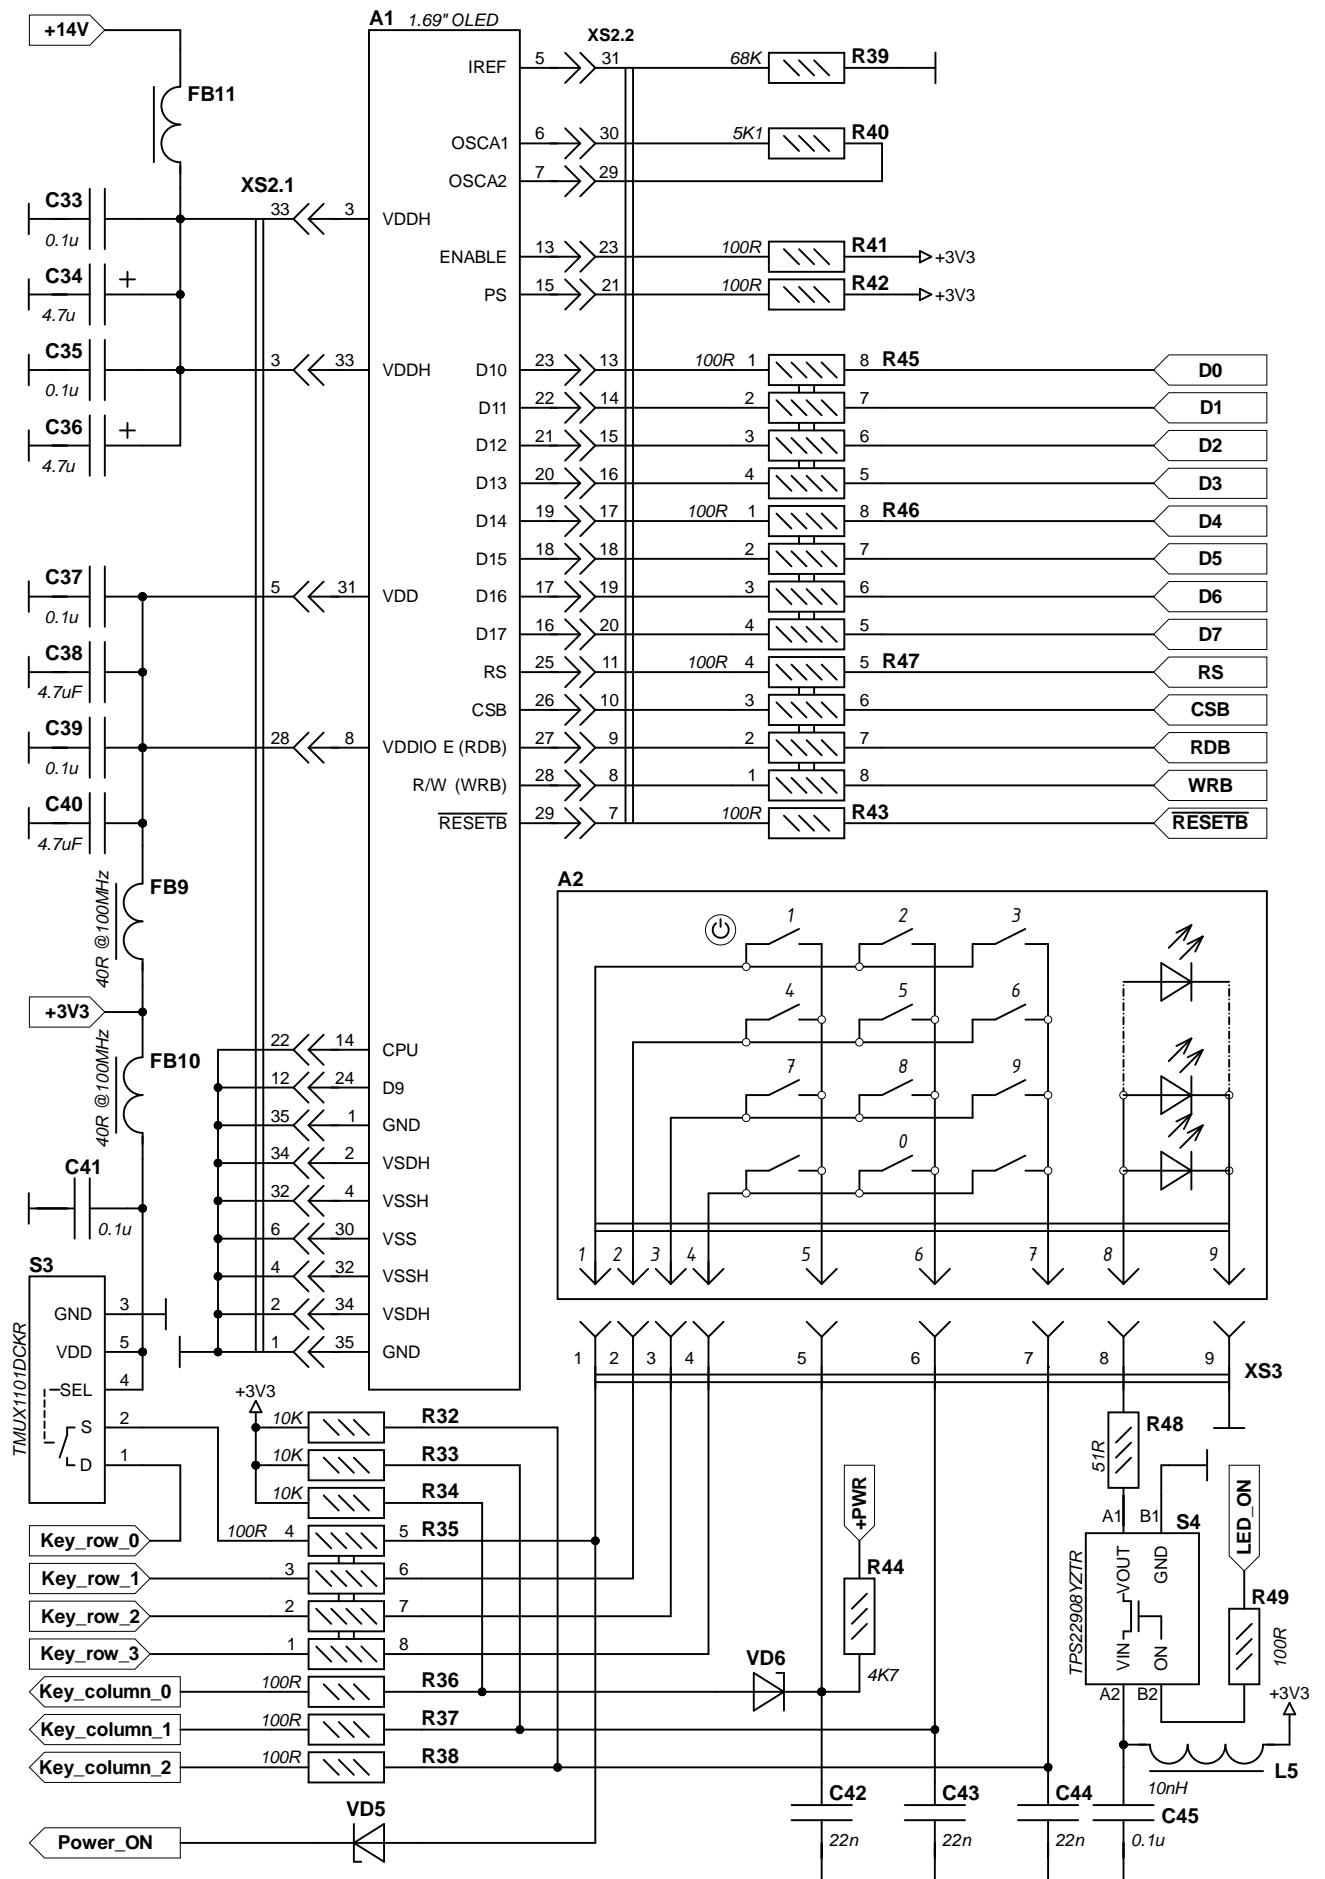 +14V
A1 1.69" OLED
XS2.2
IREF 5 31 68K R39
FB11
OSCA1 6 30 5K1 R40
OSCA2 7 29
XS2.1
C33 0.1u 33 3 VDDH
ENABLE 13 23 100R R41 +3V3
C34 + 4.7u
PS 15 21 100R R42 +3V3
C35 0.1u 3 33 VDDH
D10 23 13 100R 1 8 R45 D0
D11 22 14 2 7 D1
C36 + 4.7u
D12 21 15 3 6 D2
D13 20 16 4 5 D3
D14 19 17 100R 1 8 R46 D4
D15 18 18 2 7 D5
C37 0.1u 5 31 VDD
D16 17 19 3 6 D6
D17 16 20 4 5 D7
C38 4.7uF
RS 25 11 100R 4 5 R47 RS
CSB 26 10 3 6 CSB
C39 0.1u 28 8 VDDIO
E (RDB) 27 9 2 7 RDB
R/W (WRB) 28 8 1 8 WRB
C40 4.7uF
RESETB 29 7 100R R43 RESETB
FB9 40R @100MHz
+3V3
FB10 40R @100MHz
22 14 CPU
12 24 D9
35 1 GND
34 2 VSDH
32 4 VSSH
6 30 VSS
4 32 VSSH
2 34 VSDH
1 35 GND
C41 0.1u
A2
1 2 3
4 5 6
7 8 9
0
1 2 3 4 5 6 7 8 9
1 2 3 4 5 6 7 8 9 XS3
S3
TMUX1101DCKR
GND 3
VDD 5
SEL 4
S 2
D 1
+3V3
10K R32
10K R33
10K R34
Key_row_0 100R 4 5 R35
Key_row_1 3 6
Key_row_2 2 7
Key_row_3 1 8
Key_column_0 100R R36
Key_column_1 100R R37
Key_column_2 100R R38
Power_ON VD5
VD6
+PWR
R44
4K7
R48
51R
A1 B1 S4
TPS22908YZTR
VOUT GND
VIN ON
A2 B2
LED_ON
R49
100R
+3V3
L5
10nH
C42 22n
C43 22n
C44 22n
C45 0.1u